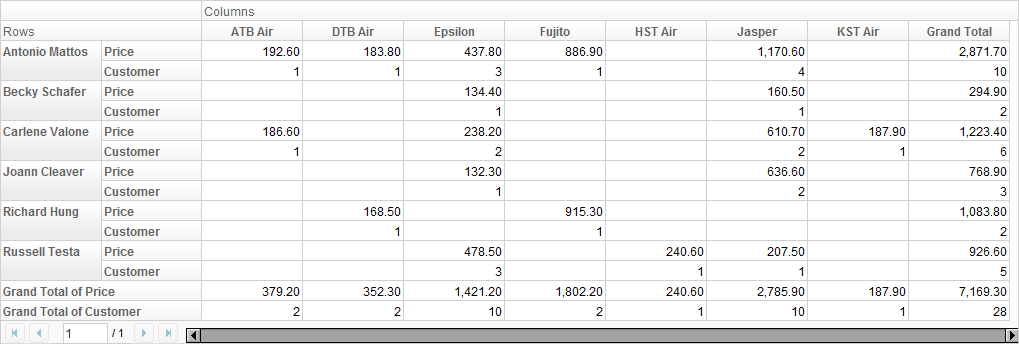 Columns
Rows ATB Air DTB Air Epsilon Fujito HST Air Jasper KST Air Grand Total
Antonio Mattos Price 192.60 183.80 437.80 886.90 1,170.60 2,871.70
Customer 1 1 3 1 4 10
Becky Schafer Price 134.40 160.50 294.90
Customer 1 1 2
Carlene Valone Price 186.60 238.20 610.70 187.90 1,223.40
Customer 1 2 2 1 6
Joann Cleaver Price 132.30 636.60 768.90
Customer 1 2 3
Richard Hung Price 168.50 915.30 1,083.80
Customer 1 1 2
Russell Testa Price 478.50 240.60 207.50 926.60
Customer 3 1 1 5
Grand Total of Price 379.20 352.30 1,421.20 1,802.20 240.60 2,785.90 187.90 7,169.30
Grand Total of Customer 2 2 10 2 1 10 1 28
1 / 1